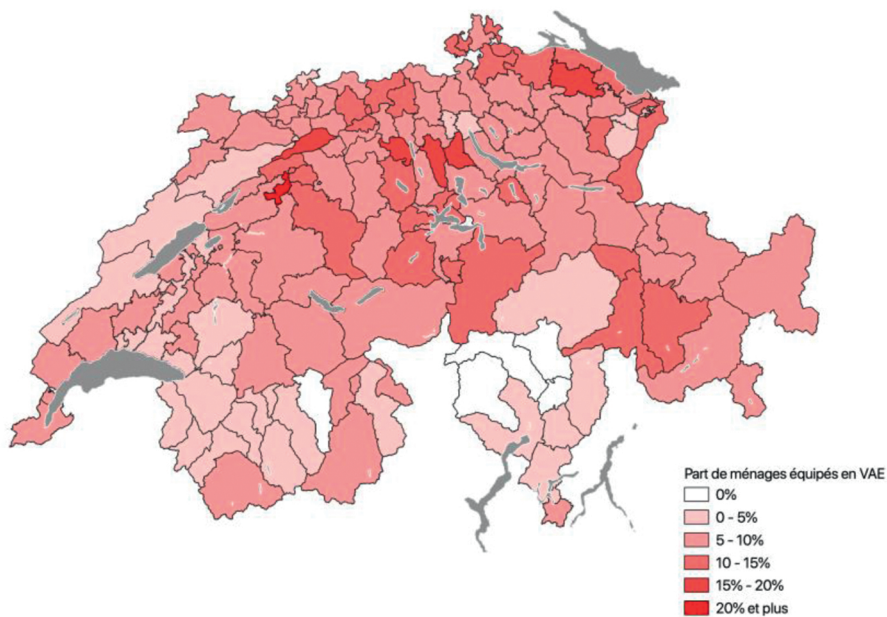 Part de ménages équipés en VAE
0%
0 - 5%
5 - 10%
10 - 15%
15% - 20%
20% et plus